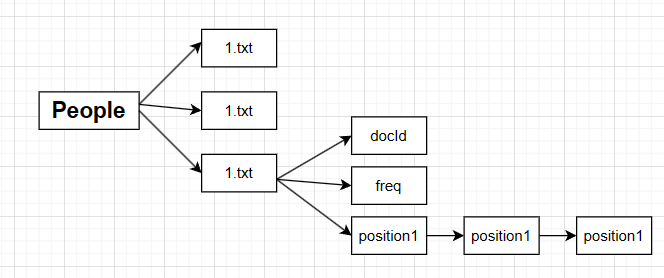 1.txt
People
1.txt
1.txt
docId
freq
position1
position1
position1